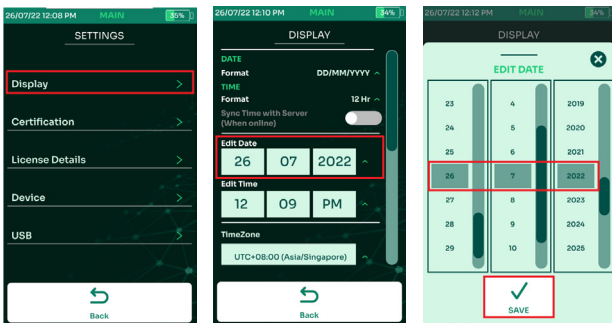 26/07/22 12:08 PM MAIN 35%
SETTINGS
Display >
Certification >
License Details >
Device >
USB >
Back
26/07/22 12:10 PM MAIN 34%
DISPLAY
DATE
Format DD/MM/YYYY
TIME
Format 12 Hr
Sync Time with Server
(When online)
Edit Date
26 07 2022
Edit Time
12 09 PM
TimeZone
UTC+08:00 (Asia/Singapore)
Back
26/07/22 12:12 PM MAIN 34%
DISPLAY
EDIT DATE
23 4 2019
24 5 2020
25 6 2021
26 7 2022
27 8 2023
28 9 2024
29 10 2025
SAVE